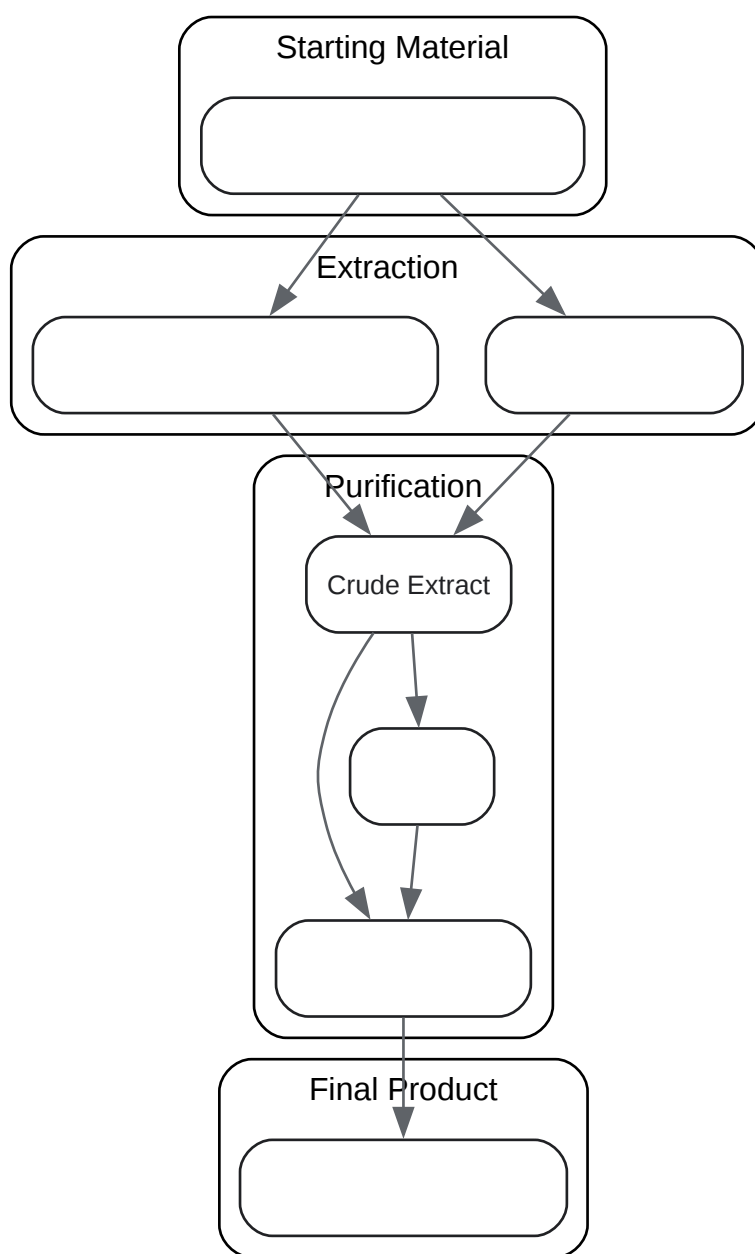 Starting Material
Extraction
Purification
Crude Extract
Final Product